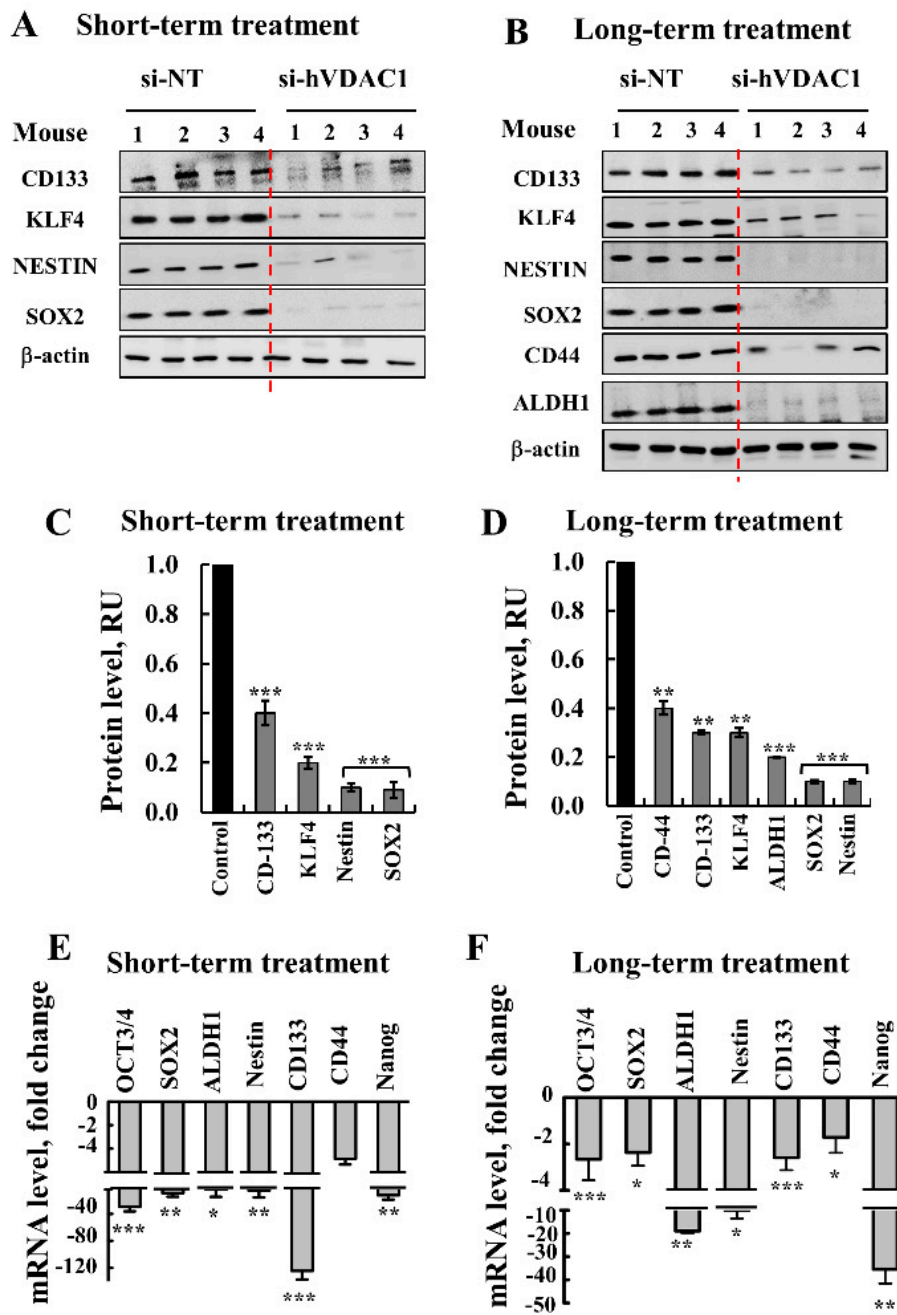 A Short-term treatment
si-NT si-hVDAC1
Mouse 1 2 3 4 1 2 3 4
CD133
KLF4
NESTIN
SOX2
β-actin
B Long-term treatment
si-NT si-hVDAC1
Mouse 1 2 3 4 1 2 3 4
CD133
KLF4
NESTIN
SOX2
CD44
ALDH1
β-actin
C Short-term treatment
Protein level, RU
1.0
0.8
0.6
0.4
0.2
0.0
***
***
***
Control
CD-133
KLF4
Nestin
SOX2
D Long-term treatment
Protein level, RU
1.0
0.8
0.6
0.4
0.2
0.0
**
**
**
***
***
Control
CD-44
CD-133
KLF4
ALDH1
SOX2
Nestin
E Short-term treatment
mRNA level, fold change
OCT3/4
SOX2
ALDH1
Nestin
CD133
CD44
Nanog
0
-2
-4
-40
-80
-120
***
**
*
**
***
**
F Long-term treatment
mRNA level, fold change
OCT3/4
SOX2
ALDH1
Nestin
CD133
CD44
Nanog
0
-2
-4
-10
-20
-30
-40
-50
***
*
**
*
***
*
**